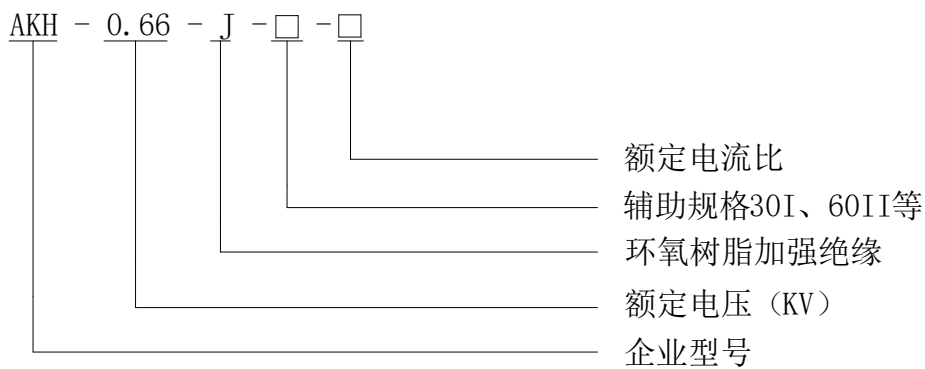 AKH - 0.66 - J - □ - □
额定电流比
辅助规格30I、60II等
环氧树脂加强绝缘
额定电压（KV）
企业型号